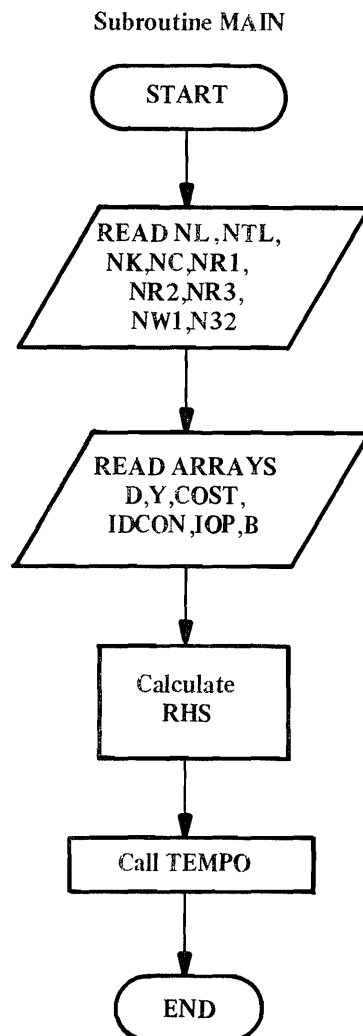 Subroutine MAIN
START
READ NL,NTL,
NK,NC,NR1,
NR2,NR3,
NW1,N32
READ ARRAYS
D,Y,COST,
IDCON,IOP,B
Calculate
RHS
Call TEMPO
END